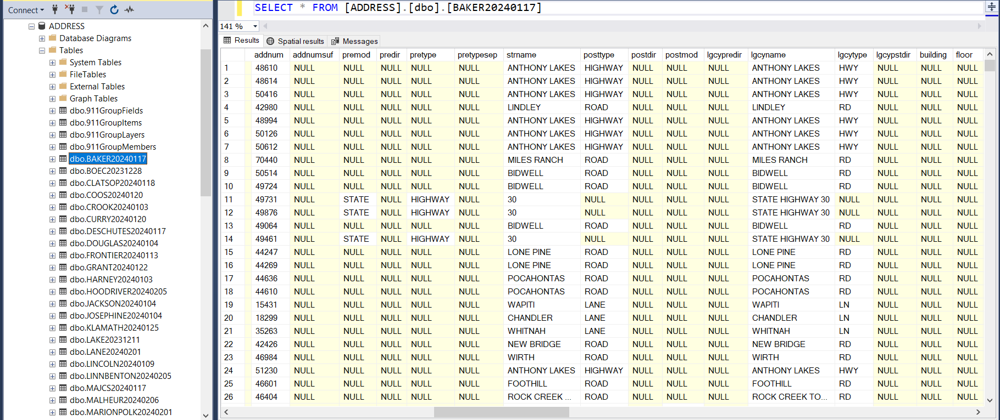 Connect
ADDRESS
Database Diagrams
Tables
System Tables
FileTables
External Tables
Graph Tables
dbo.911GroupFields
dbo.911GroupItems
dbo.911GroupLayers
dbo.911GroupMembers
dbo.BAKER20240117
dbo.BOEC20231228
dbo.CLATSOP20240118
dbo.COOS20240120
dbo.CROOK20240103
dbo.CURRY20240120
dbo.DESCHUTES20240117
dbo.DOUGLAS20240104
dbo.FRONTIER20240113
dbo.GRANT20240122
dbo.HARNEY20240103
dbo.HOODRIVER20240205
dbo.JACKSON20240104
dbo.JOSEPHINE20240104
dbo.KLAMATH20240125
dbo.LAKE20231211
dbo.LANE20240201
dbo.LINCOLN20240109
dbo.LINNBENTON20240205
dbo.MAJCS20240117
dbo.MALHEUR20240206
dbo.MARIONPOLK20240201
SELECT * FROM [ADDRESS].[dbo].[BAKER20240117]
141 %
Results Spatial results Messages
addnum addnumsuf premod predir pretype pretypesep strname posttype postdir postmod lgcypredir lgcyname lgcytype lgcypstdir building floor
1 48610 NULL NULL NULL NULL NULL ANTHONY LAKES HIGHWAY NULL NULL NULL ANTHONY LAKES HWY NULL NULL NULL
2 48614 NULL NULL NULL NULL NULL ANTHONY LAKES HIGHWAY NULL NULL NULL ANTHONY LAKES HWY NULL NULL NULL
3 50416 NULL NULL NULL NULL NULL ANTHONY LAKES HIGHWAY NULL NULL NULL ANTHONY LAKES HWY NULL NULL NULL
4 42980 NULL NULL NULL NULL NULL LINDLEY ROAD NULL NULL NULL LINDLEY RD NULL NULL NULL
5 48994 NULL NULL NULL NULL NULL ANTHONY LAKES HIGHWAY NULL NULL NULL ANTHONY LAKES HWY NULL NULL NULL
6 50126 NULL NULL NULL NULL NULL ANTHONY LAKES HIGHWAY NULL NULL NULL ANTHONY LAKES HWY NULL NULL NULL
7 50612 NULL NULL NULL NULL NULL ANTHONY LAKES HIGHWAY NULL NULL NULL ANTHONY LAKES HWY NULL NULL NULL
8 70440 NULL NULL NULL NULL NULL MILES RANCH ROAD NULL NULL NULL MILES RANCH RD NULL NULL NULL
9 50514 NULL NULL NULL NULL NULL BIDWELL ROAD NULL NULL NULL BIDWELL RD NULL NULL NULL
10 49724 NULL NULL NULL NULL NULL BIDWELL ROAD NULL NULL NULL BIDWELL RD NULL NULL NULL
11 49731 NULL STATE NULL HIGHWAY NULL 30 NULL NULL NULL NULL STATE HIGHWAY 30 NULL NULL NULL NULL
12 49876 NULL STATE NULL HIGHWAY NULL 30 NULL NULL NULL NULL STATE HIGHWAY 30 NULL NULL NULL NULL
13 49064 NULL NULL NULL NULL NULL BIDWELL ROAD NULL NULL NULL BIDWELL RD NULL NULL NULL
14 49461 NULL STATE NULL HIGHWAY NULL 30 NULL NULL NULL NULL STATE HIGHWAY 30 NULL NULL NULL NULL
15 44247 NULL NULL NULL NULL NULL LONE PINE ROAD NULL NULL NULL LONE PINE RD NULL NULL NULL
16 44269 NULL NULL NULL NULL NULL LONE PINE ROAD NULL NULL NULL LONE PINE RD NULL NULL NULL
17 44636 NULL NULL NULL NULL NULL POCAHONTAS ROAD NULL NULL NULL POCAHONTAS RD NULL NULL NULL
18 44610 NULL NULL NULL NULL NULL POCAHONTAS ROAD NULL NULL NULL POCAHONTAS RD NULL NULL NULL
19 15431 NULL NULL NULL NULL NULL WAPITI LANE NULL NULL NULL WAPITI LN NULL NULL NULL
20 18299 NULL NULL NULL NULL NULL CHANDLER LANE NULL NULL NULL CHANDLER LN NULL NULL NULL
21 35263 NULL NULL NULL NULL NULL WHITNAH LANE NULL NULL NULL WHITNAH LN NULL NULL NULL
22 42426 NULL NULL NULL NULL NULL NEW BRIDGE ROAD NULL NULL NULL NEW BRIDGE RD NULL NULL NULL
23 46984 NULL NULL NULL NULL NULL WIRTH ROAD NULL NULL NULL WIRTH RD NULL NULL NULL
24 51230 NULL NULL NULL NULL NULL ANTHONY LAKES HIGHWAY NULL NULL NULL ANTHONY LAKES HWY NULL NULL NULL
25 46601 NULL NULL NULL NULL NULL FOOTHILL ROAD NULL NULL NULL FOOTHILL RD NULL NULL NULL
26 46404 NULL NULL NULL NULL NULL ROCK CREEK ... ROAD NULL NULL NULL ROCK CREEK TO... RD NULL NULL NULL